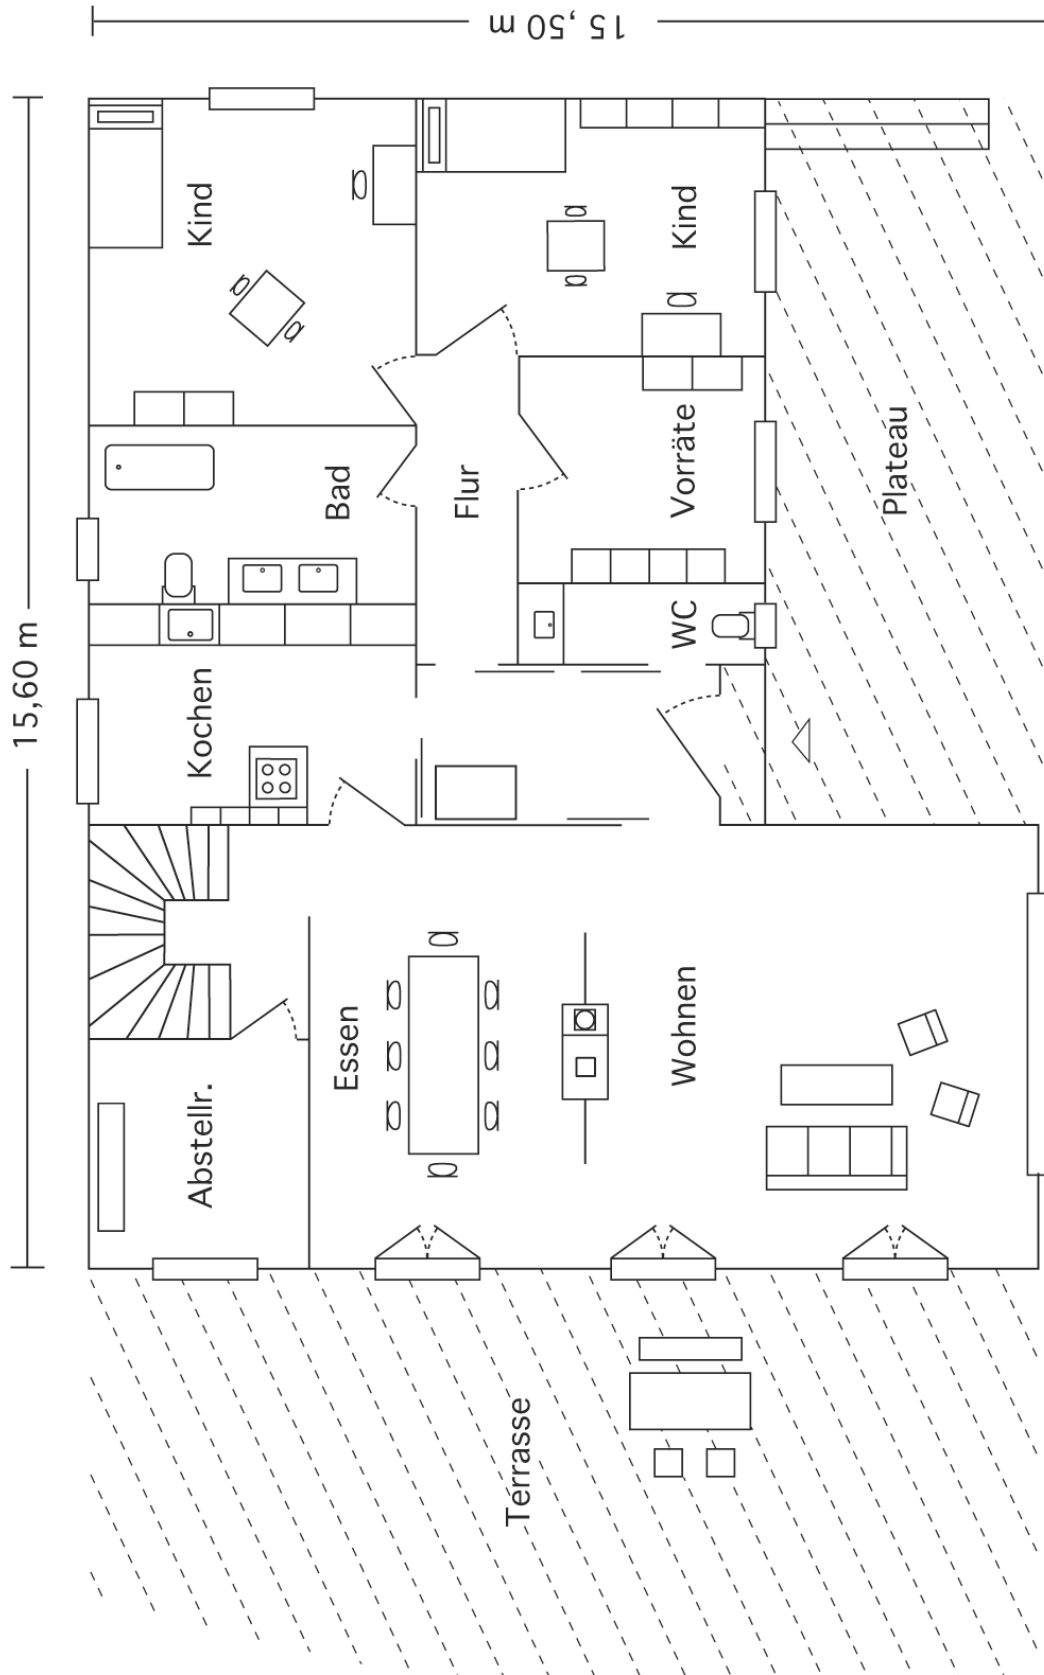 15,50 m
15,60 m
Kind
Kind
Bad
Flur
Vorräte
Plateau
Kochen
WC
Essen
Wohnen
Abstellr.
Terrasse